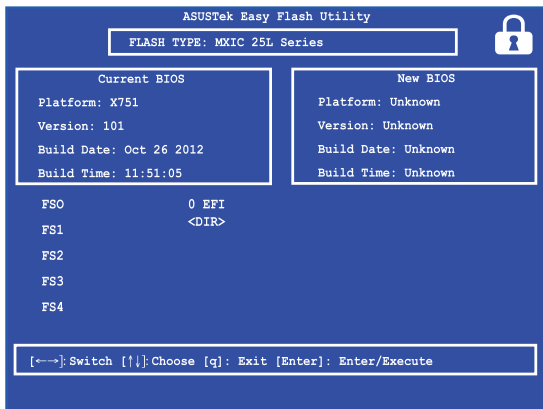 ASUSTek Easy Flash Utility
FLASH TYPE: MXIC 25L Series
Current BIOS
Platform: X751
Version: 101
Build Date: Oct 26 2012
Build Time: 11:51:05
New BIOS
Platform: Unknown
Version: Unknown
Build Date: Unknown
Build Time: Unknown
FSO 0 EFI
FS1 <DIR>
FS2
FS3
FS4
[←→]: Switch [↑↓]: Choose [q]: Exit [Enter]: Enter/Execute